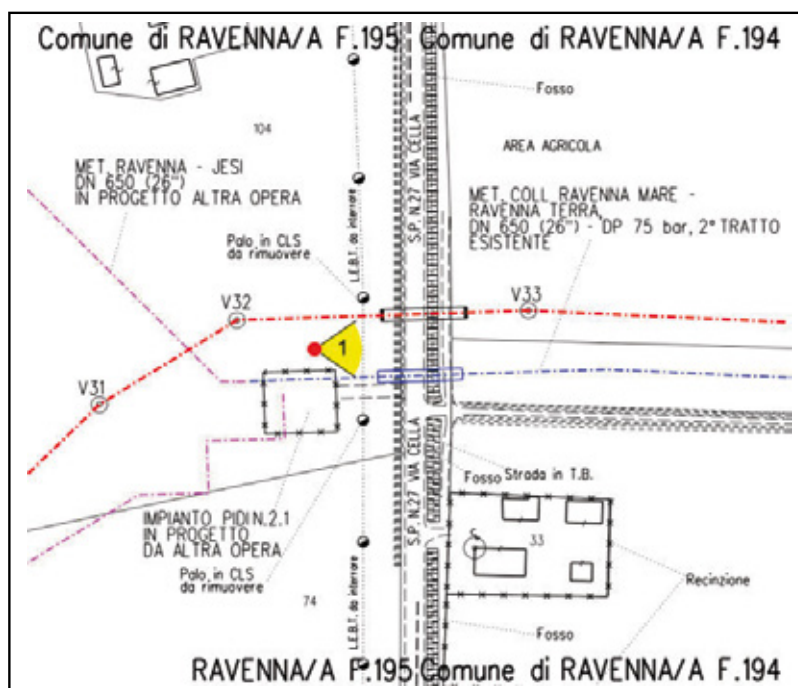 Comune di RAVENNA/A F.195 Comune di RAVENNA/A F.194
Fosso
S.P. N.27 VIA CELLA
104
AREA AGRICOLA
MET. RAVENNA - JESI
DN 650 (26")
IN PROGETTO ALTRA OPERA
L.E.B.T. da interrare
MET. COLL. RAVENNA MARE -
RAVENNA TERRA,
DN 650 (26") - DP 75 bar, 2° TRATTO
ESISTENTE
Palo in CLS
da rimuovere
V32
V33
1
V31
S.P. N.27 VIA CELLA
Fosso
Strada in T.B.
IMPIANTO PIDI N.2.1
IN PROGETTO
DA ALTRA OPERA
33
Palo in CLS
da rimuovere
74
L.E.B.T. da interrare
Recinzione
Fosso
RAVENNA/A F.195 Comune di RAVENNA/A F.194